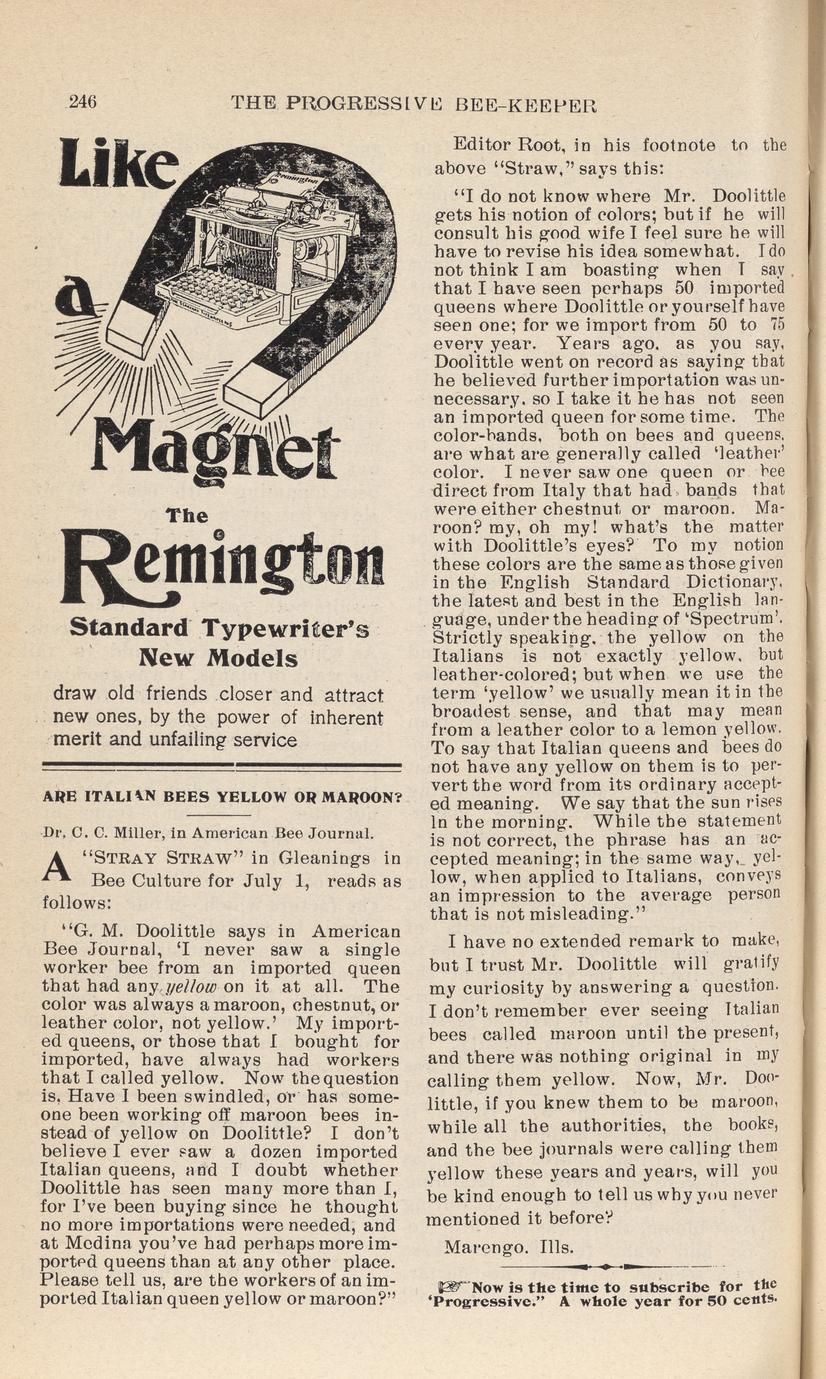 246
THE PROGRESSIVE BEE-KEEPER
Like
a
Magnet
The
Remington
Standard Typewriter's
New Models
draw old friends closer and attract
new ones, by the power of inherent
merit and unfailing service
ARE ITALIAN BEES YELLOW OR MAROON?
Dr. C. C. Miller, in American Bee Journal.
A "STRAY STRAW" in Gleanings in
Bee Culture for July 1, reads as
follows:
"G. M. Doolittle says in American
Bee Journal, 'I never saw a single
worker bee from an imported queen
that had any yellow on it at all. The
color was always a maroon, chestnut, or
leather color, not yellow.' My import-
ed queens, or those that I bought for
imported, have always had workers
that I called yellow. Now the question
is, Have I been swindled, or has some-
one been working off maroon bees in-
stead of yellow on Doolittle? I don't
believe I ever saw a dozen imported
Italian queens, and I doubt whether
Doolittle has seen many more than I,
for I've been buying since he thought
no more importations were needed, and
at Medina you've had perhaps more im-
ported queens than at any other place.
Please tell us, are the workers of an im-
ported Italian queen yellow or maroon?"
Editor Root, in his footnote to the
above "Straw," says this:
"I do not know where Mr. Doolittle
gets his notion of colors; but if he will
consult his good wife I feel sure he will
have to revise his idea somewhat. I do
not think I am boasting when I say
that I have seen perhaps 50 imported
queens where Doolittle or yourself have
seen one; for we import from 50 to 75
every year. Years ago, as you say,
Doolittle went on record as saying that
he believed further importation was un-
necessary, so I take it he has not seen
an imported queen for some time. The
color-bands, both on bees and queens,
are what are generally called 'leather'
color. I never saw one queen or bee
direct from Italy that had bands that
were either chestnut or maroon. Ma-
roon? my, oh my! what's the matter
with Doolittle's eyes? To my notion
these colors are the same as those given
in the English Standard Dictionary,
the latest and best in the English lan-
guage, under the heading of 'Spectrum'.
Strictly speaking, the yellow on the
Italians is not exactly yellow, but
leather-colored; but when we use the
term 'yellow' we usually mean it in the
broadest sense, and that may mean
from a leather color to a lemon yellow.
To say that Italian queens and bees do
not have any yellow on them is to per-
vert the word from its ordinary accept-
ed meaning. We say that the sun rises
In the morning. While the statement
is not correct, the phrase has an ac-
cepted meaning; in the same way, yel-
low, when applied to Italians, conveys
an impression to the average person
that is not misleading."
I have no extended remark to make,
but I trust Mr. Doolittle will gratify
my curiosity by answering a question.
I don't remember ever seeing Italian
bees called maroon until the present,
and there was nothing original in my
calling them yellow. Now, Mr. Doo-
little, if you knew them to be maroon,
while all the authorities, the books,
and the bee journals were calling them
yellow these years and years, will you
be kind enough to tell us why you never
mentioned it before?
Marengo. Ills.
☞ Now is the time to subscribe for the
'Progressive." A whole year for 50 cents.